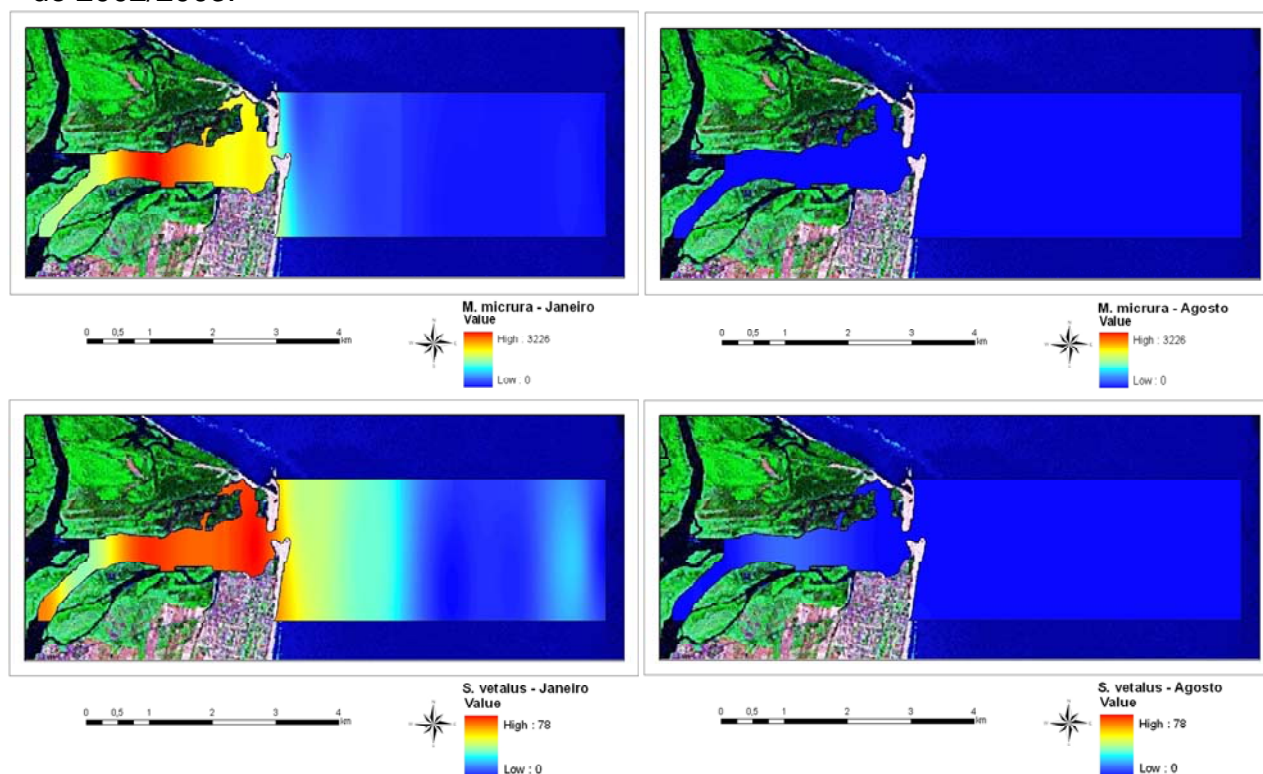 de 2002/2003.
M. micrura - Janeiro
Value
High : 3226
Low : 0
0 0,5 1 2 3 4
km
M. micrura - Agosto
Value
High : 3226
Low : 0
0 0,5 1 2 3 4
km
S. vetalus - Janeiro
Value
High : 78
Low : 0
0 0,5 1 2 3 4
km
S. vetalus - Agosto
Value
High : 78
Low : 0
0 0,5 1 2 3 4
km